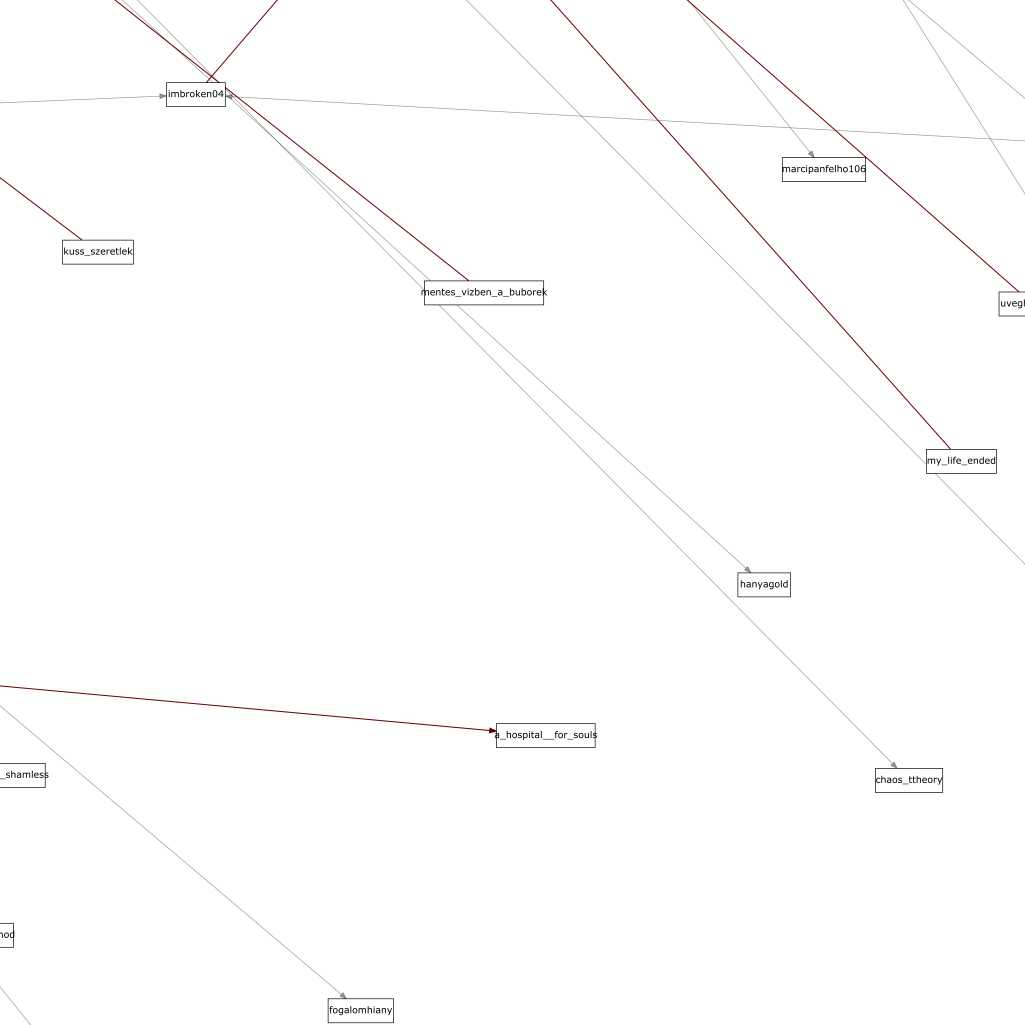 imbroken04
marcipanfelho106
kuss_szeretlek
mentes_vizben_a_buborek
my_life_ended
hanyagold
a_hospital__for_souls
_shamless
chaos_ttheory
fogalomhiany